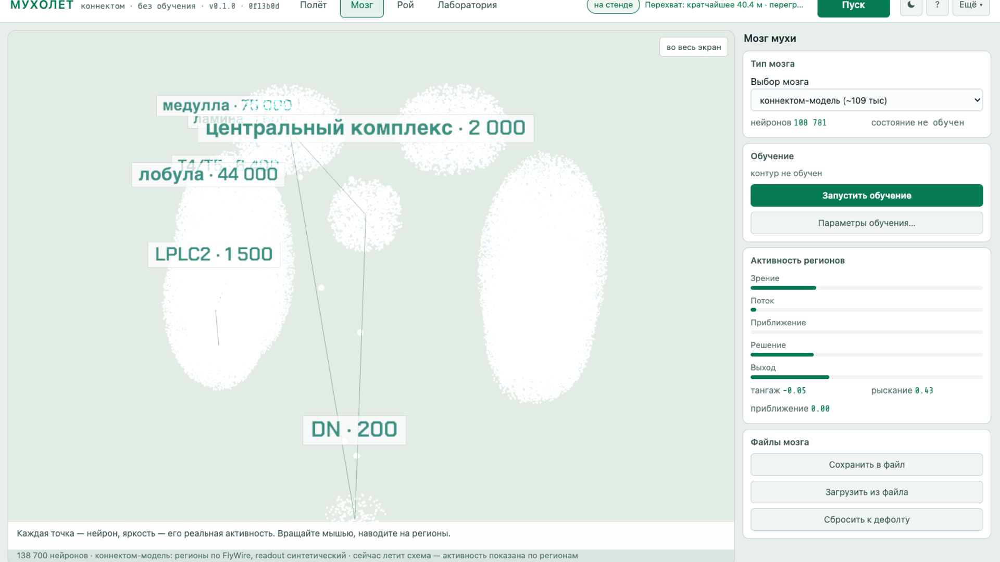 МУХОЛЁТ коннектом · без обучения · v0.1.0 · 0f13b0d Полёт Мозг Рой Лаборатория на стенде Перехват: кратчайшее 40.4 м · перегр... Пуск ? Ещё ▾
во весь экран
медулла · 75 000
ламина
центральный комплекс · 2 000
T4/T5 · 6 400
лобула · 44 000
LPLC2 · 1 500
DN · 200
Каждая точка — нейрон, яркость — его реальная активность. Вращайте мышью, наводите на регионы.
138 700 нейронов · коннектом-модель: регионы по FlyWire, readout синтетический · сейчас летит схема — активность показана по регионам
Мозг мухи
Тип мозга
Выбор мозга
коннектом-модель (~109 тыс)
нейронов 108 781 состояние не обучен
Обучение
контур не обучен
Запустить обучение
Параметры обучения...
Активность регионов
Зрение
Поток
Приближение
Решение
Выход
тангаж -0.05 рыскание 0.43
приближение 0.00
Файлы мозга
Сохранить в файл
Загрузить из файла
Сбросить к дефолту